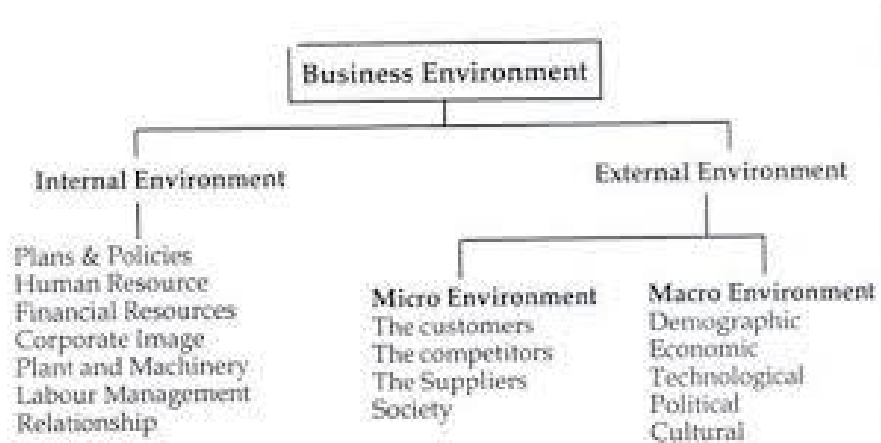 Business Environment
Internal Environment
External Environment
Plans & Policies
Human Resource
Financial Resources
Corporate Image
Plant and Machinery
Labour Management
Relationship
Micro Environment
The customers
The competitors
The Suppliers
Society
Macro Environment
Demographic
Economic
Technological
Political
Cultural